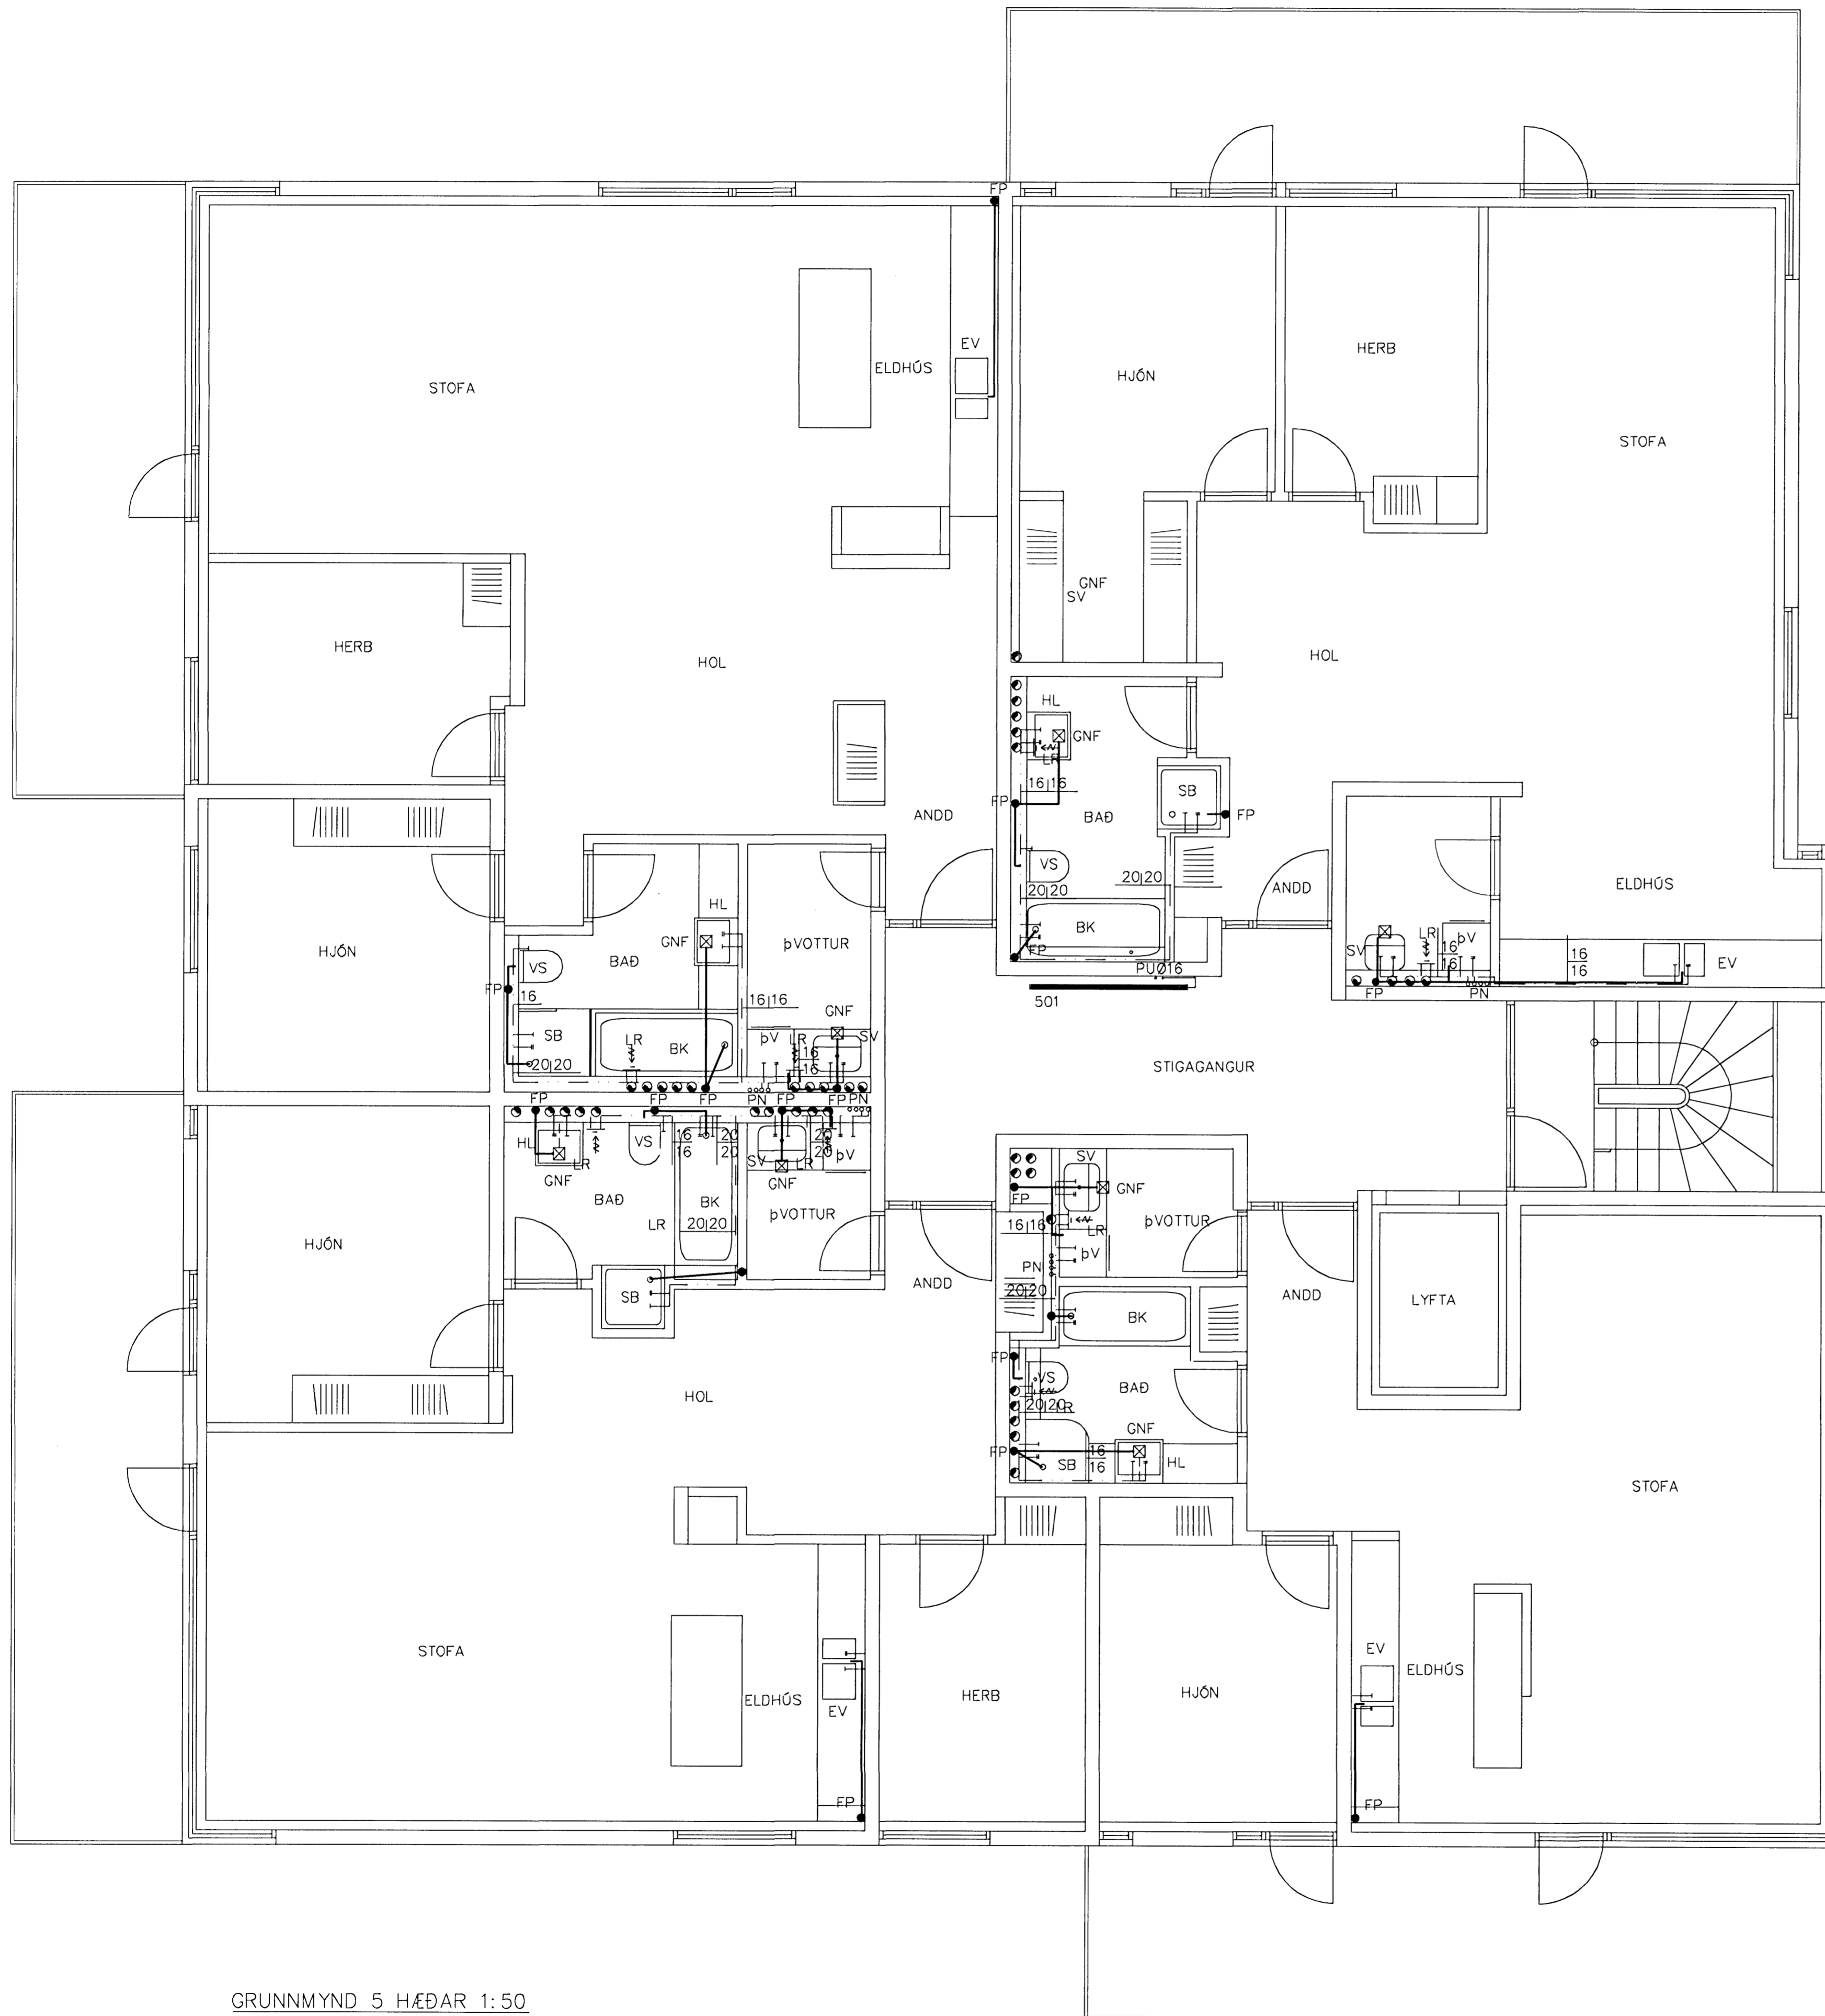 FP
EV
ELDHÚS
STOFA
HJÓN
HERB
STOFA
GNF
SV
HERB
HOL
HOL
HL
GNF
LR
16 16
FP
BAÐ
SB
FP
ANDD
VS
20 20
20 20
ANDD
BK
FP
ELDHÚS
HL
GNF
ÞVOTTUR
HJÓN
BAÐ
VS
FP
16
16 16
PUØ16
501
SV
LR
ÞV
16
16
16
16
EV
FP
PN
GNF
SB
20 20
LR
BK
ÞV
LR
SV
16
16
STIGAGANGUR
FP
FP
FP
FP
PN
HL
LR
GNF
VS
16
16
20
20
SV
LR
GNF
20
20
ÞV
BAÐ
BK
LR
20 20
ÞVOTTUR
HJÓN
SB
ANDD
SV
GNF
FP
16 16
LR
ÞVOTTUR
ÞV
PN
20 20
BK
ANDD
LYFTA
FP
VS
BAÐ
20 20
LR
GNF
FP
SB
16
16
HL
HOL
STOFA
STOFA
ELDHÚS
EV
FP
HERB
HJÓN
EV
ELDHÚS
FP
GRUNNMYND 5 HÆÐAR 1:50